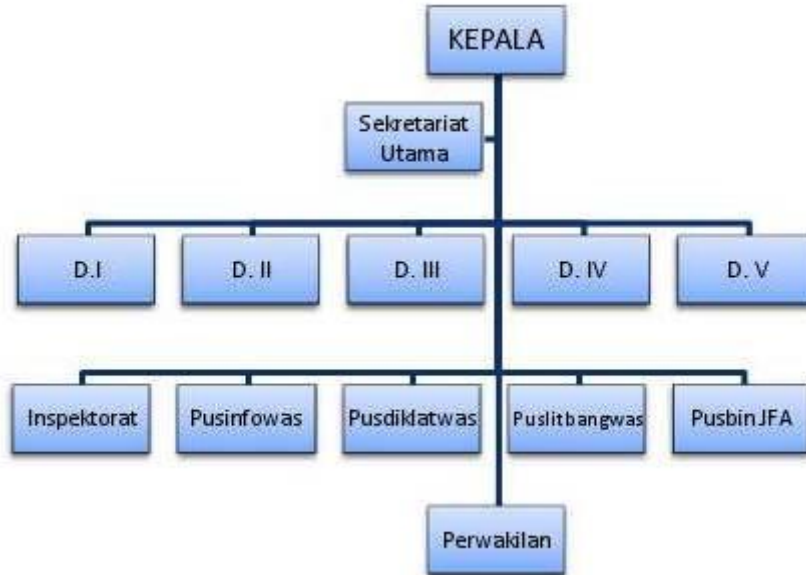 KEPALA
Sekretariat
Utama
D.I
D. II
D. III
D. IV
D. V
Inspektorat
Pusinfowas
Pusdiklatwas
Puslitbangwas
Pusbin JFA
Perwakilan